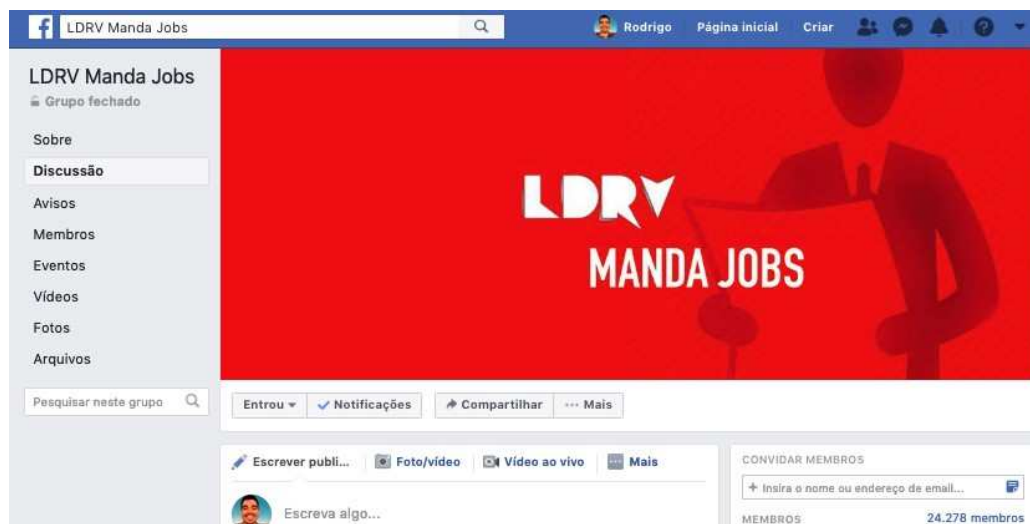 LDRV Manda Jobs
Rodrigo Página inicial Criar
LDRV Manda Jobs
Grupo fechado
Sobre
Discussão
Avisos
Membros
Eventos
Vídeos
Fotos
Arquivos
Pesquisar neste grupo
LDRV
MANDA JOBS
Entrou Notificações Compartilhar Mais
Escrever publi... Foto/vídeo Vídeo ao vivo Mais
Escreva algo...
CONVIDAR MEMBROS
+ Insira o nome ou endereço de email...
MEMBROS 24.278 membros